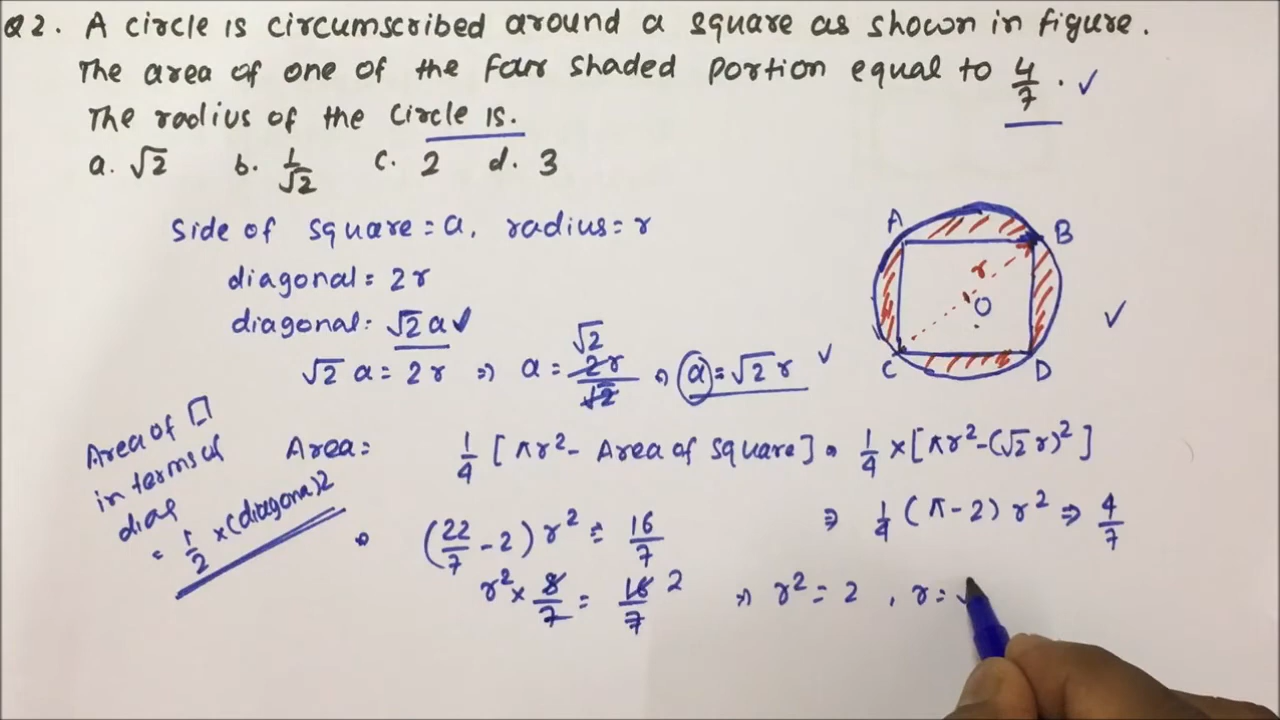 Q2. A circle is circumscribed around a square as shown in figure.
The area of one of the four shaded portion equal to 4/7 . ✓
The radius of the circle is.
a. √2 b. 1/√2 c. 2 d. 3
Side of square = a, radius = r
diagonal = 2r
diagonal: √2 a ✓
√2 a = 2r ⇒ a = √2 2r/√2 ⇒ a = √2 r ✓
A B
r
O ✓
C D
Area of □
in terms of
diag
= 1/2 × (diagonal)2
Area = 1/4 [πr² - Area of square] = 1/4 × [πr² - (√2 r)²]
⇒ 1/4 (π - 2) r² ⇒ 4/7
(22/7 - 2) r² = 16/7
r² × 8/7 = 16/7 2 ⇒ r² = 2 , r = √